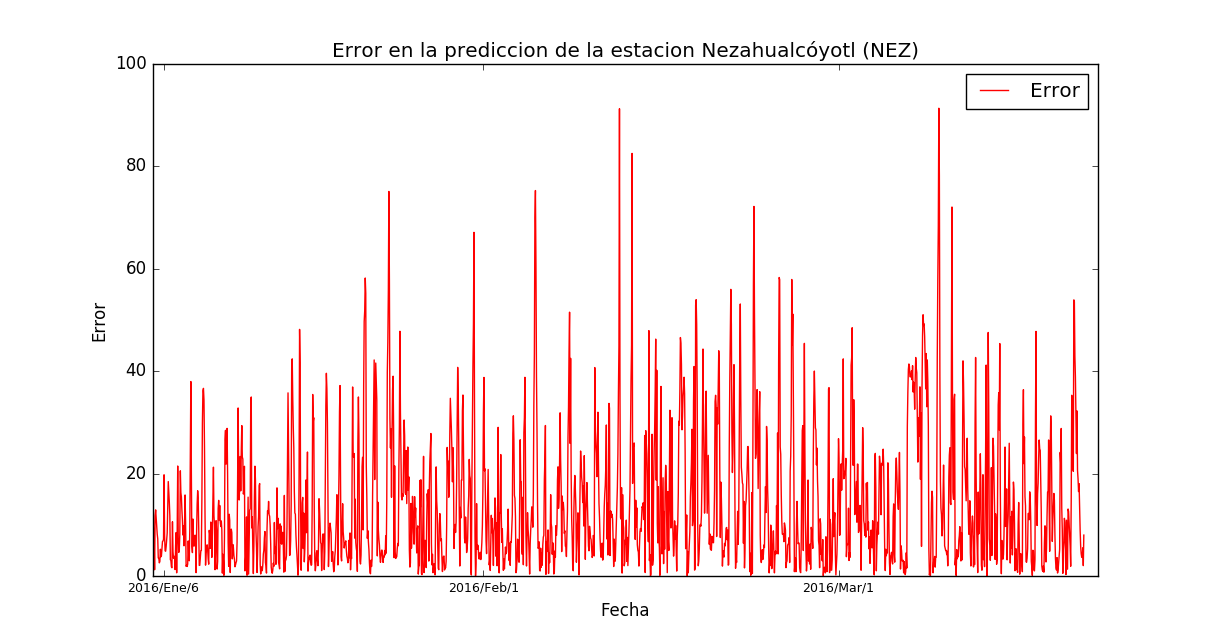 Error en la prediccion de la estacion Nezahualcóyotl (NEZ)
100
Error
80
60
Error
40
20
0
2016/Ene/6 2016/Feb/1 2016/Mar/1
Fecha